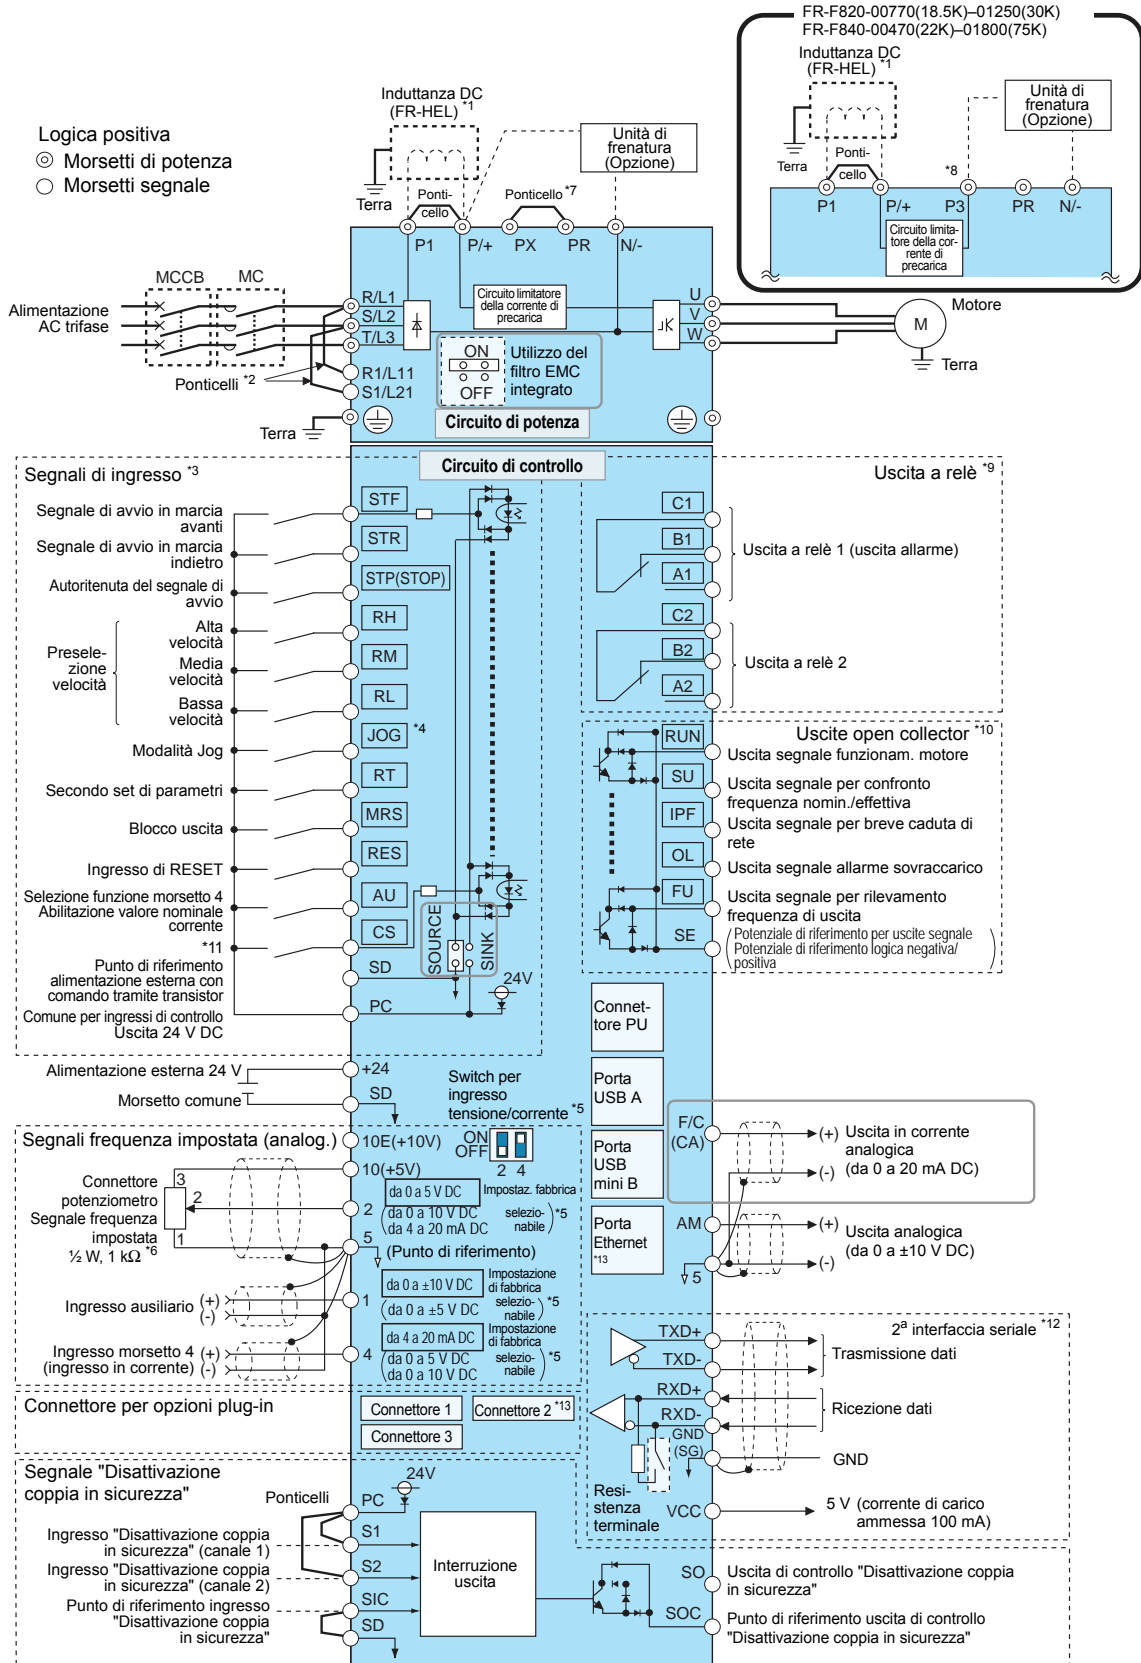 FR-F820-00770(18.5K)–01250(30K)
FR-F840-00470(22K)–01800(75K)
Induttanza DC
(FR-HEL) *1
Unità di
frenatura
(Opzione)
Terra
Ponti-
cello
*8
P1
P/+
P3
PR
N/-
Circuito limita-
tore della cor-
rente di
precarica
Logica positiva
Morsetti di potenza
Morsetti segnale
Induttanza DC
(FR-HEL) *1
Unità di
frenatura
(Opzione)
Terra
Ponti-
cello
Ponticello *7
P1
P/+
PX
PR
N/-
MCCB
MC
Alimentazione
AC trifase
R/L1
S/L2
T/L3
R1/L11
S1/L21
Ponticelli *2
Terra
Circuito limitatore
della corrente di
precarica
ON
OFF
Utilizzo del
filtro EMC
integrato
U
V
W
Motore
M
Terra
Circuito di potenza
Circuito di controllo
Segnali di ingresso *3
Segnale di avvio in marcia
avanti
STF
Segnale di avvio in marcia
indietro
STR
Autoritenuta del segnale di
avvio
STP(STOP)
Presele-
zione
velocità
Alta
velocità
RH
Media
velocità
RM
Bassa
velocità
RL
Modalità Jog
JOG *4
Secondo set di parametri
RT
Blocco uscita
MRS
Ingresso di RESET
RES
Selezione funzione morsetto 4
Abilitazione valore nominale
corrente
AU
*11
CS
Punto di riferimento
alimentazione esterna con
comando tramite transistor
SD
Comune per ingressi di controllo
Uscita 24 V DC
PC
SOURCE
SINK
24V
Uscita a relè *9
C1
B1
A1
Uscita a relè 1 (uscita allarme)
C2
B2
A2
Uscita a relè 2
Uscite open collector *10
RUN
Uscita segnale funzionam. motore
SU
Uscita segnale per confronto
frequenza nomin./effettiva
IPF
Uscita segnale per breve caduta di
rete
OL
Uscita segnale allarme sovraccarico
FU
Uscita segnale per rilevamento
frequenza di uscita
SE
(Potenziale di riferimento per uscite segnale
Potenziale di riferimento logica negativa/
positiva)
Connet-
tore PU
Porta
USB A
Porta
USB
mini B
Porta
Ethernet
*13
Alimentazione esterna 24 V
+24
Morsetto comune
SD
Switch per
ingresso
tensione/corrente *5
ON
OFF
2 4
Segnali frequenza impostata (analog.)
10E(+10V)
10(+5V)
Connettore
potenziometro
Segnale frequenza
impostata
½ W, 1 kΩ *6
3
2
1
2
da 0 a 5 V DC
Impostaz. fabbrica
(da 0 a 10 V DC
da 4 a 20 mA DC
selezio-
nabile) *5
5
(Punto di riferimento)
Ingresso ausiliario (+)
(-)
1
da 0 a ±10 V DC
Impostazione
di fabbrica
(da 0 a ±5 V DC
selezio-
nabile) *5
Ingresso morsetto 4 (+)
(ingresso in corrente) (-)
4
da 4 a 20 mA DC
Impostazione
di fabbrica
(da 0 a 5 V DC
da 0 a 10 V DC
selezio-
nabile) *5
F/C
(CA)
(+)
(-)
Uscita in corrente
analogica
(da 0 a 20 mA DC)
AM
(+)
(-)
Uscita analogica
(da 0 a ±10 V DC)
5
2ª interfaccia seriale *12
TXD+
TXD-
Trasmissione dati
RXD+
RXD-
Ricezione dati
GND
(SG)
GND
Resi-
stenza
terminale
VCC
5 V (corrente di carico
ammessa 100 mA)
Connettore per opzioni plug-in
Connettore 1
Connettore 2 *13
Connettore 3
Segnale "Disattivazione
coppia in sicurezza"
24V
Ponticelli
PC
Ingresso "Disattivazione coppia
in sicurezza" (canale 1)
S1
Ingresso "Disattivazione coppia
in sicurezza" (canale 2)
S2
Punto di riferimento ingresso
"Disattivazione coppia
in sicurezza"
SIC
SD
Interruzione
uscita
SO
Uscita di controllo "Disattivazione coppia
in sicurezza"
SOC
Punto di riferimento uscita di controllo
"Disattivazione coppia in sicurezza"